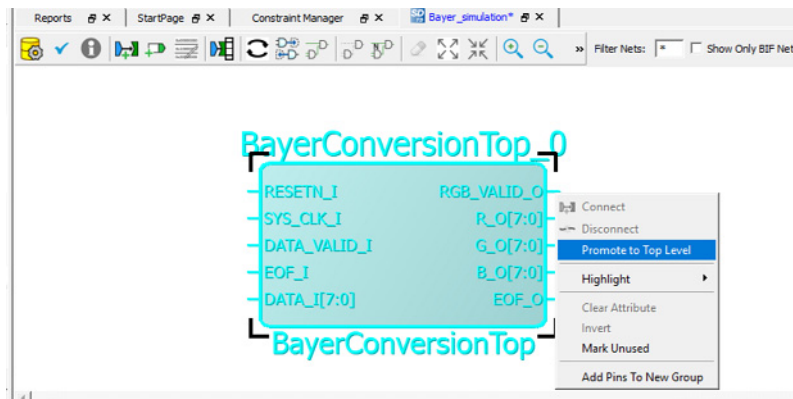 Reports StartPage Constraint Manager Bayer_simulation*
» Filter Nets: * Show Only BIF Net
BayerConversionTop_0
RESETN_I RGB_VALID_O
SYS_CLK_I R_O[7:0]
DATA_VALID_I G_O[7:0]
EOF_I B_O[7:0]
DATA_I[7:0] EOF_O
BayerConversionTop
Connect
Disconnect
Promote to Top Level
Highlight
Clear Attribute
Invert
Mark Unused
Add Pins To New Group